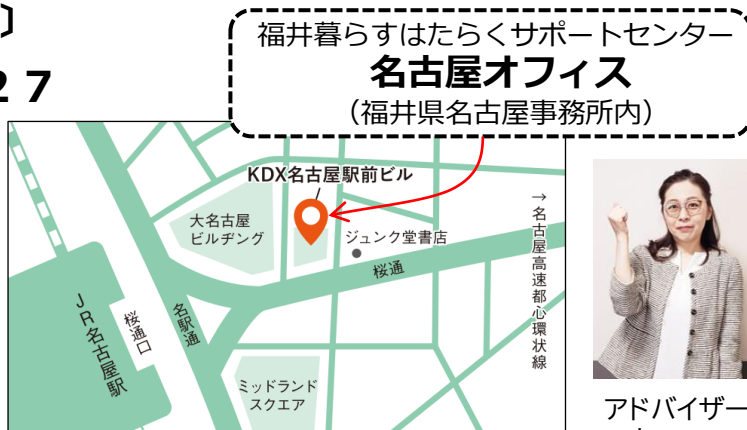 〕
２７
福井暮らすはたらくサポートセンター
名古屋オフィス
（福井県名古屋事務所内）
KDX名古屋駅前ビル
大名古屋
ビルヂング
ジュンク堂書店
桜通
→名古屋高速都心環状線
JR名古屋駅
桜通口
名駅通
ミッドランド
スクエア
アドバイザー